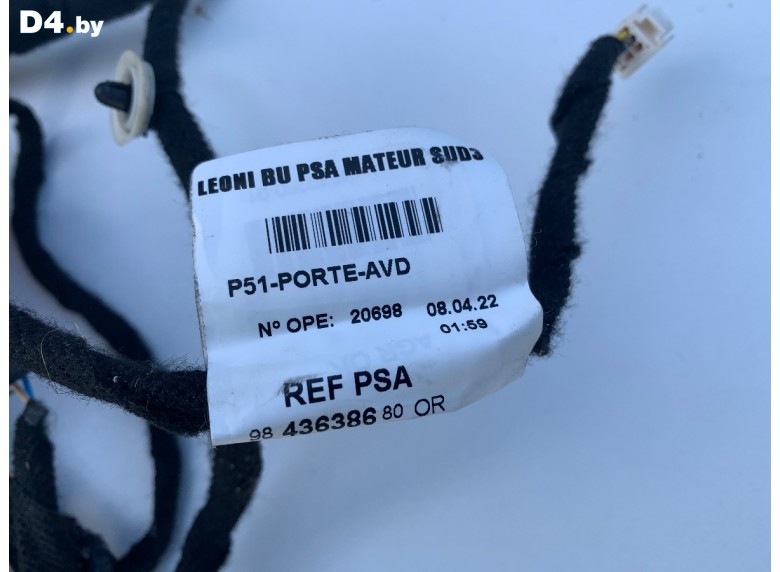 D4.by
LEONI BU PSA MATEUR SUD3
P51-PORTE-AVD
Nº OPE: 20698 08.04.22
01:59
REF PSA
98 436386 80 OR